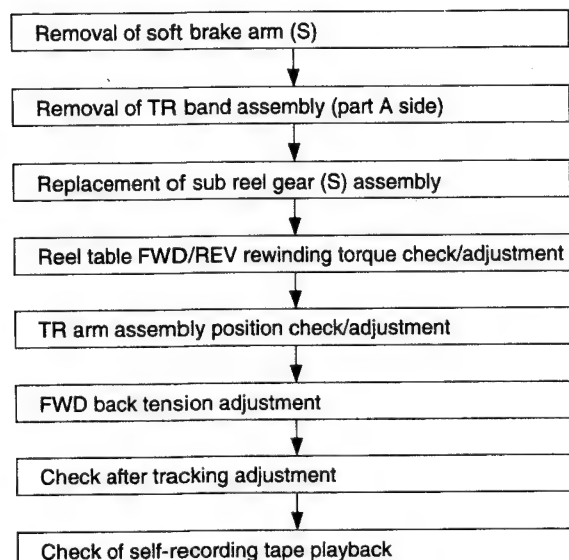 Removal of soft brake arm (S)
Removal of TR band assembly (part A side)
Replacement of sub reel gear (S) assembly
Reel table FWD/REV rewinding torque check/adjustment
TR arm assembly position check/adjustment
FWD back tension adjustment
Check after tracking adjustment
Check of self-recording tape playback